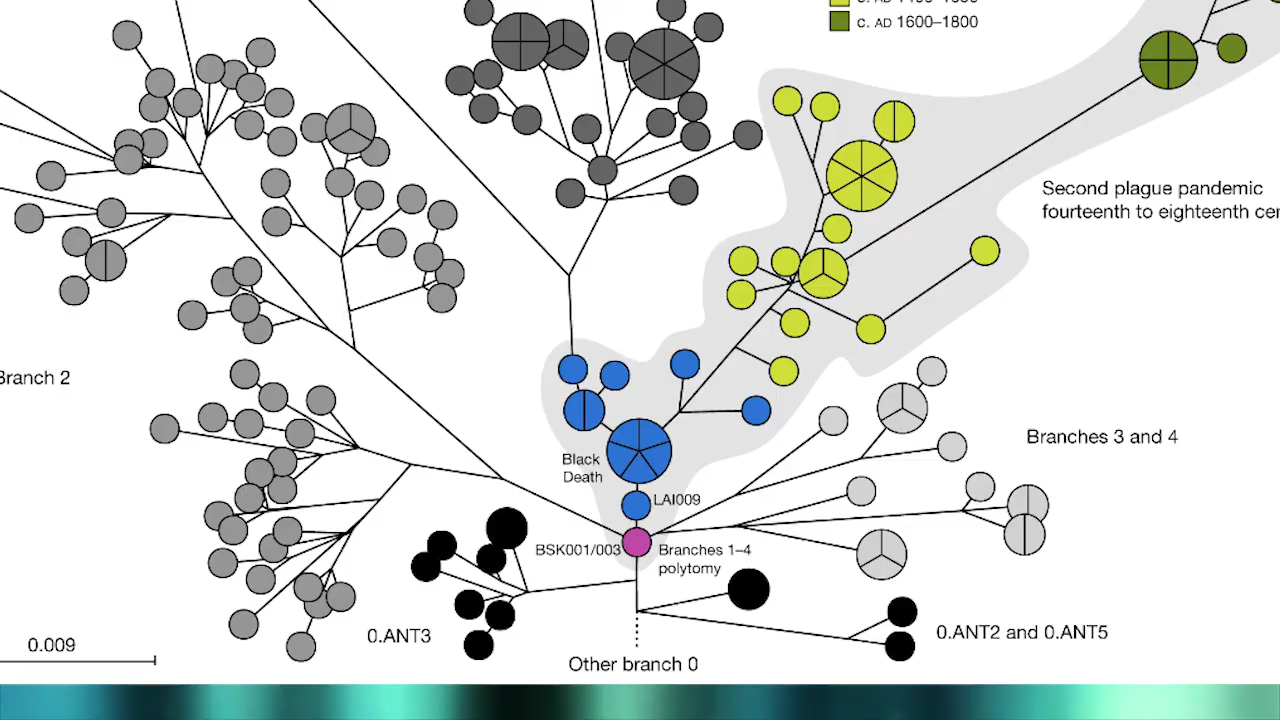 c. AD 1600–1800
Second plague pandemic
fourteenth to eighteenth
Branch 2
Branches 3 and 4
Black
Death
LAI009
BSK001/003
Branches 1–4
polytomy
0.ANT3
0.ANT2 and 0.ANT5
0.009
Other branch 0